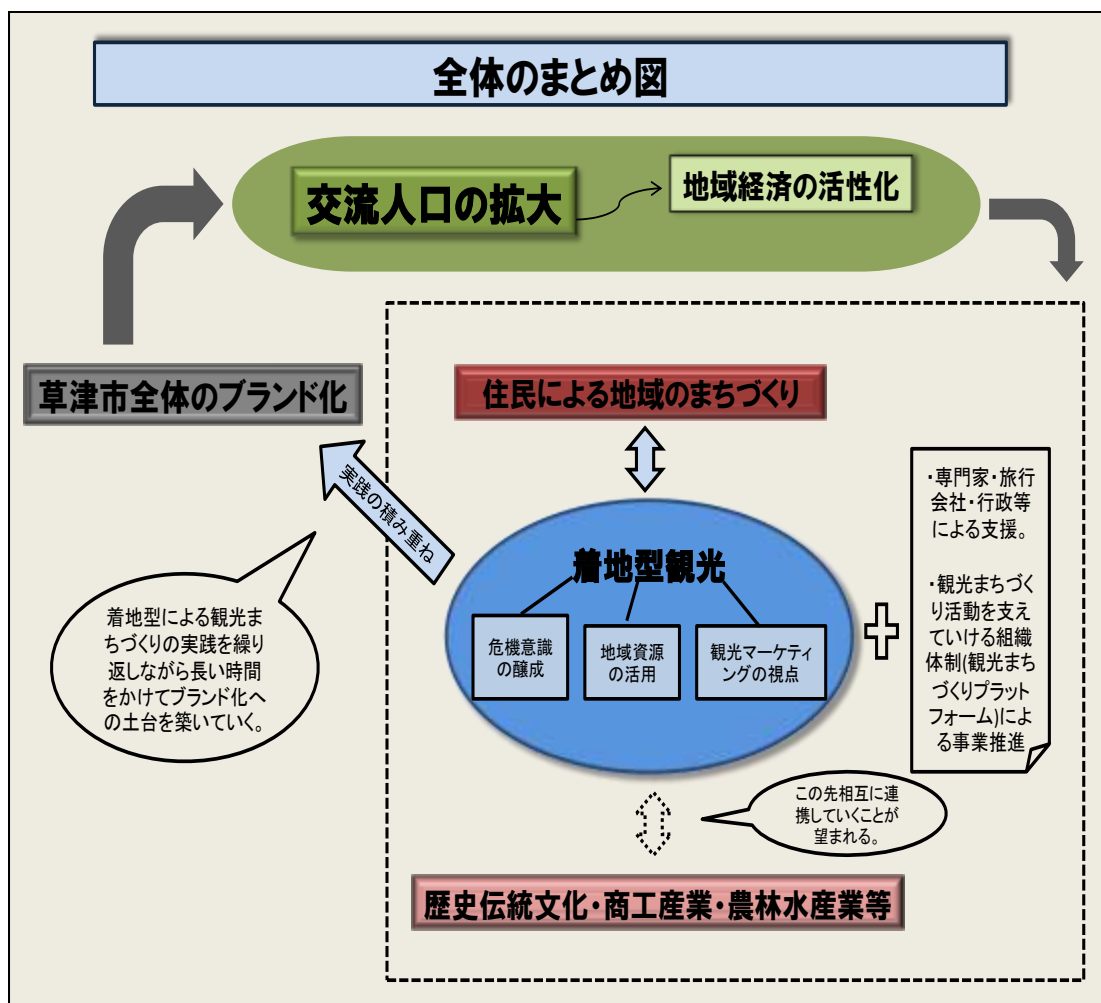 全体のまとめ図
交流人口の拡大
地域経済の活性化
草津市全体のブランド化
住民による地域のまちづくり
実践の積み重ね
着地型観光
危機意識
の醸成
地域資源
の活用
観光マーケティ
ングの視点
・専門家・旅行
会社・行政等
による支援。
・観光まちづく
り活動を支え
ていける組織
体制(観光まち
づくりプラット
フォーム)によ
る事業推進
着地型による観光ま
ちづくりの実践を繰り
返しながら長い時間
をかけてブランド化へ
の土台を築いていく。
この先相互に連
携していくことが
望まれる。
歴史伝統文化・商工産業・農林水産業等